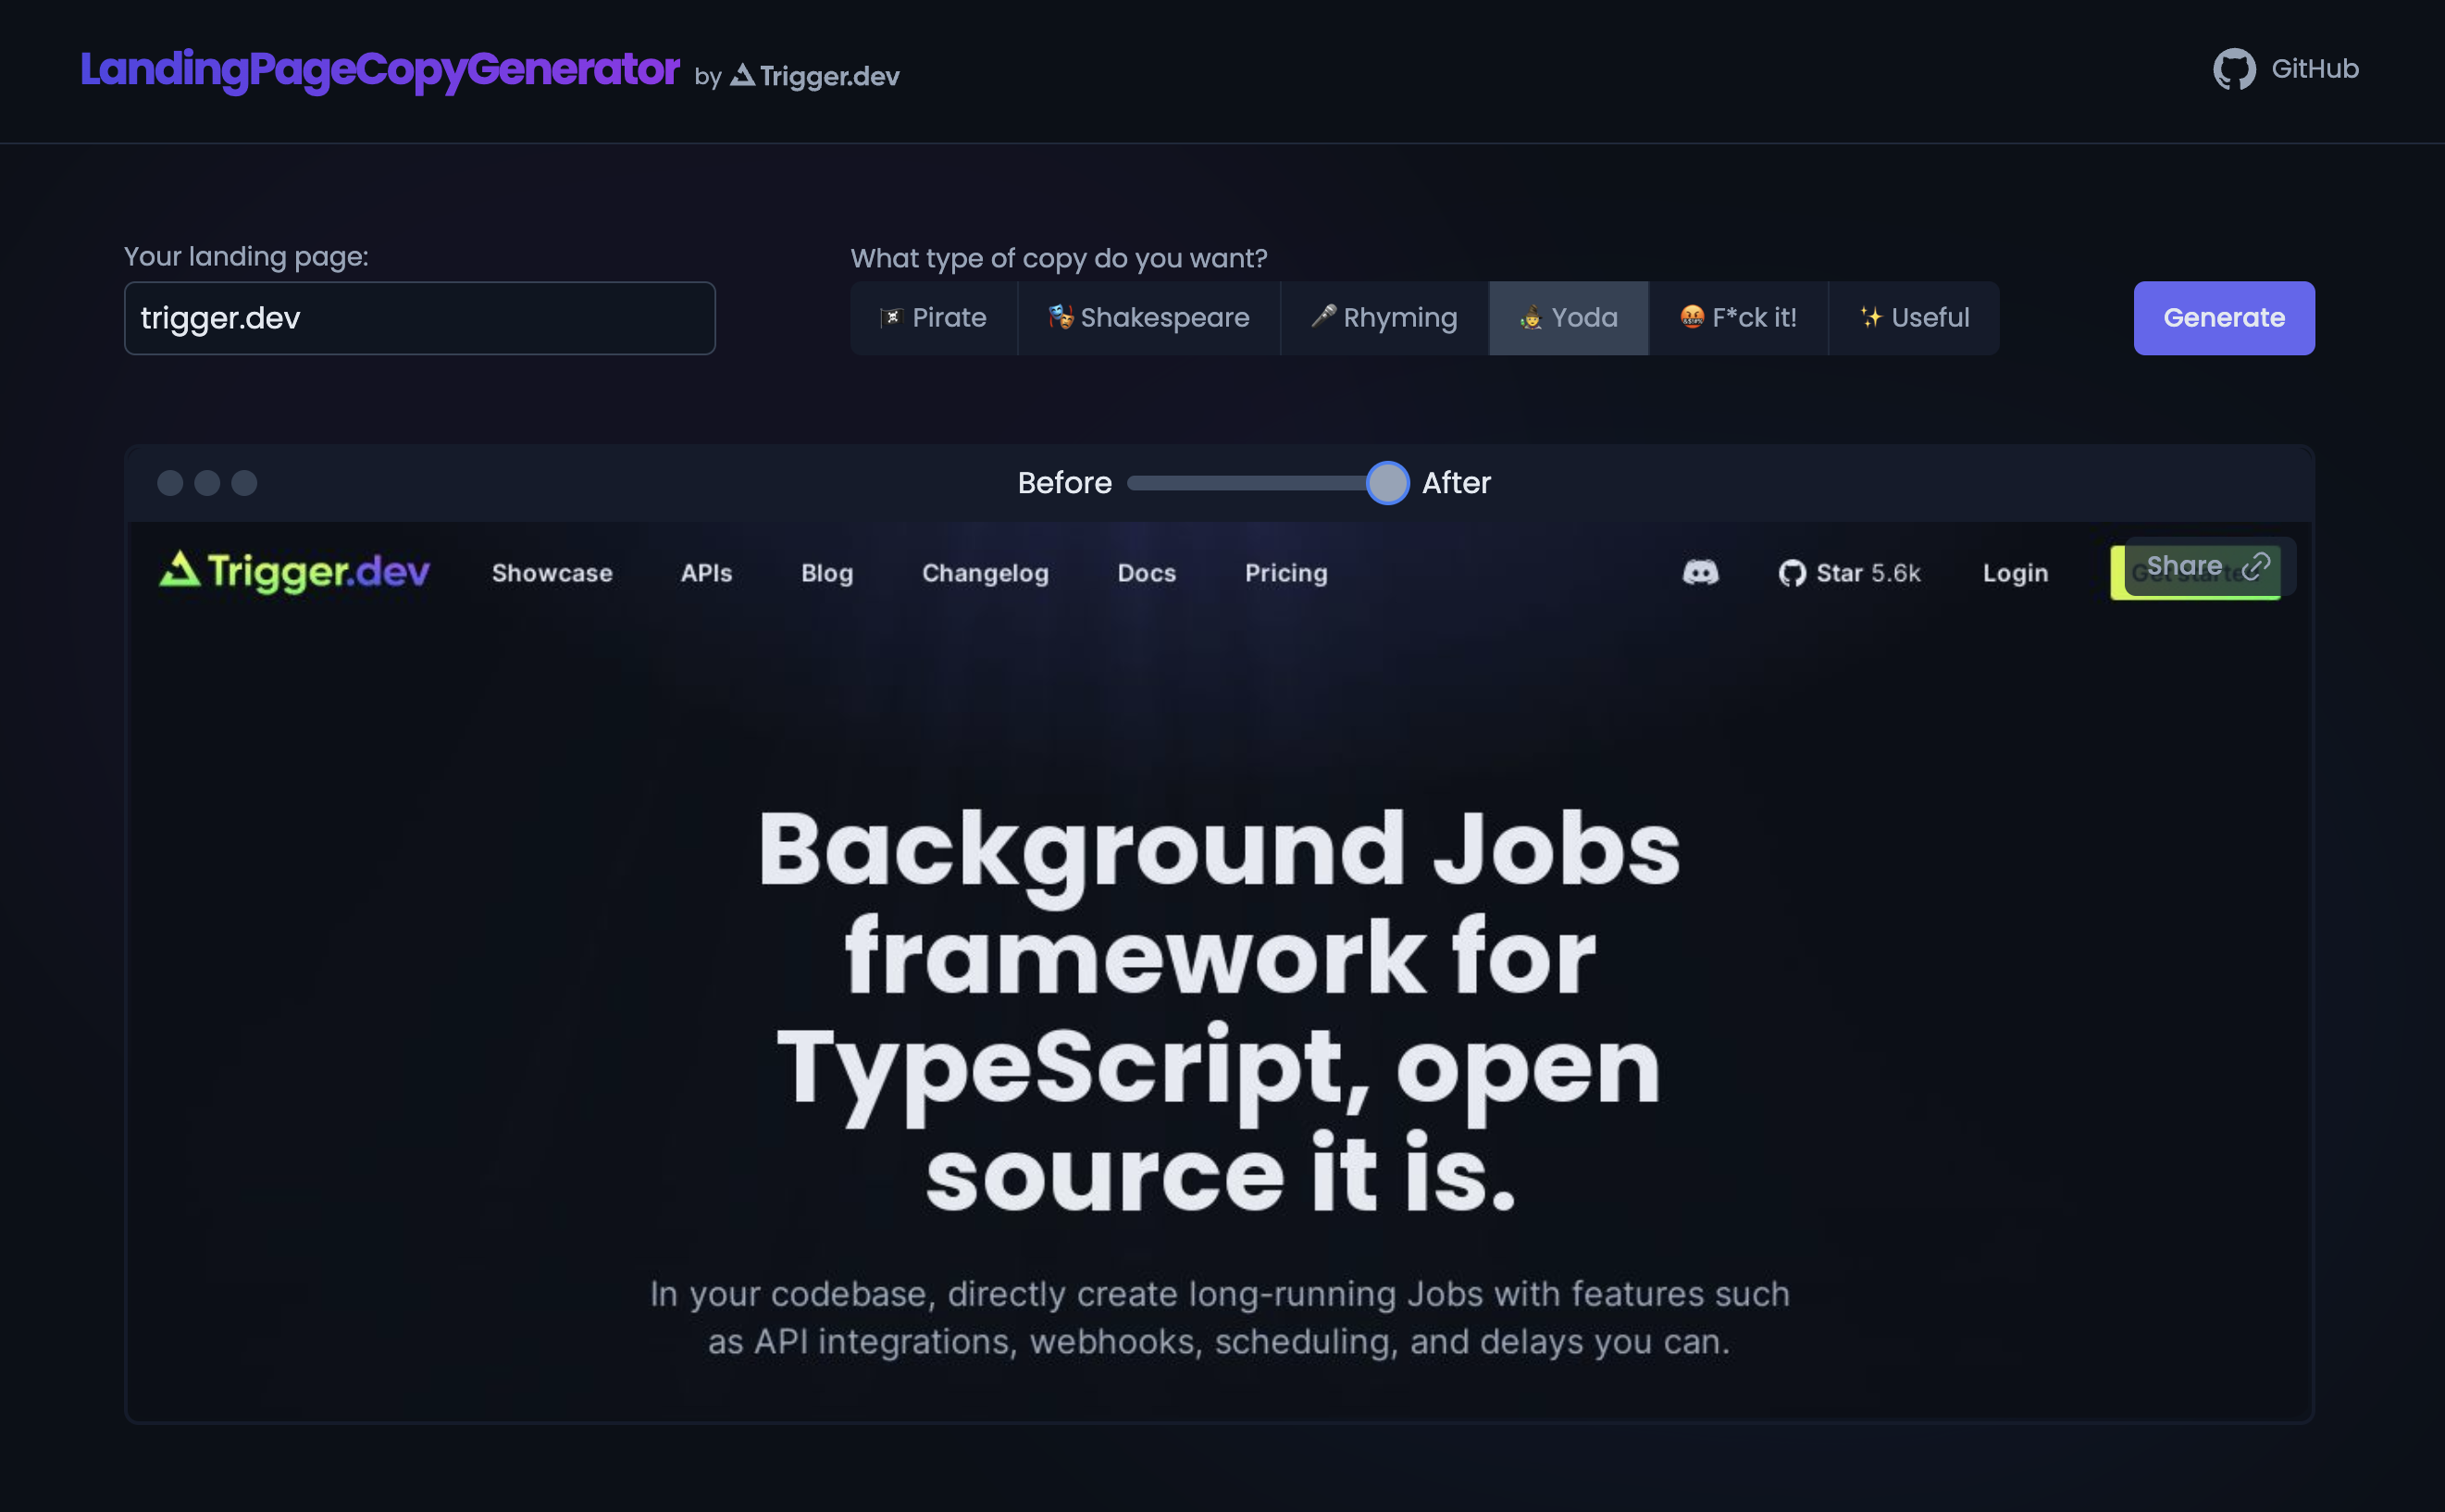 LandingPageCopyGenerator by Trigger.dev
GitHub
Your landing page:
What type of copy do you want?
trigger.dev
Pirate
Shakespeare
Rhyming
Yoda
F*ck it!
Useful
Generate
Before
After
Trigger.dev
Showcase
APIs
Blog
Changelog
Docs
Pricing
Star 5.6k
Login
Get started
Share
Background Jobs
framework for
TypeScript, open
source it is.
In your codebase, directly create long-running Jobs with features such
as API integrations, webhooks, scheduling, and delays you can.